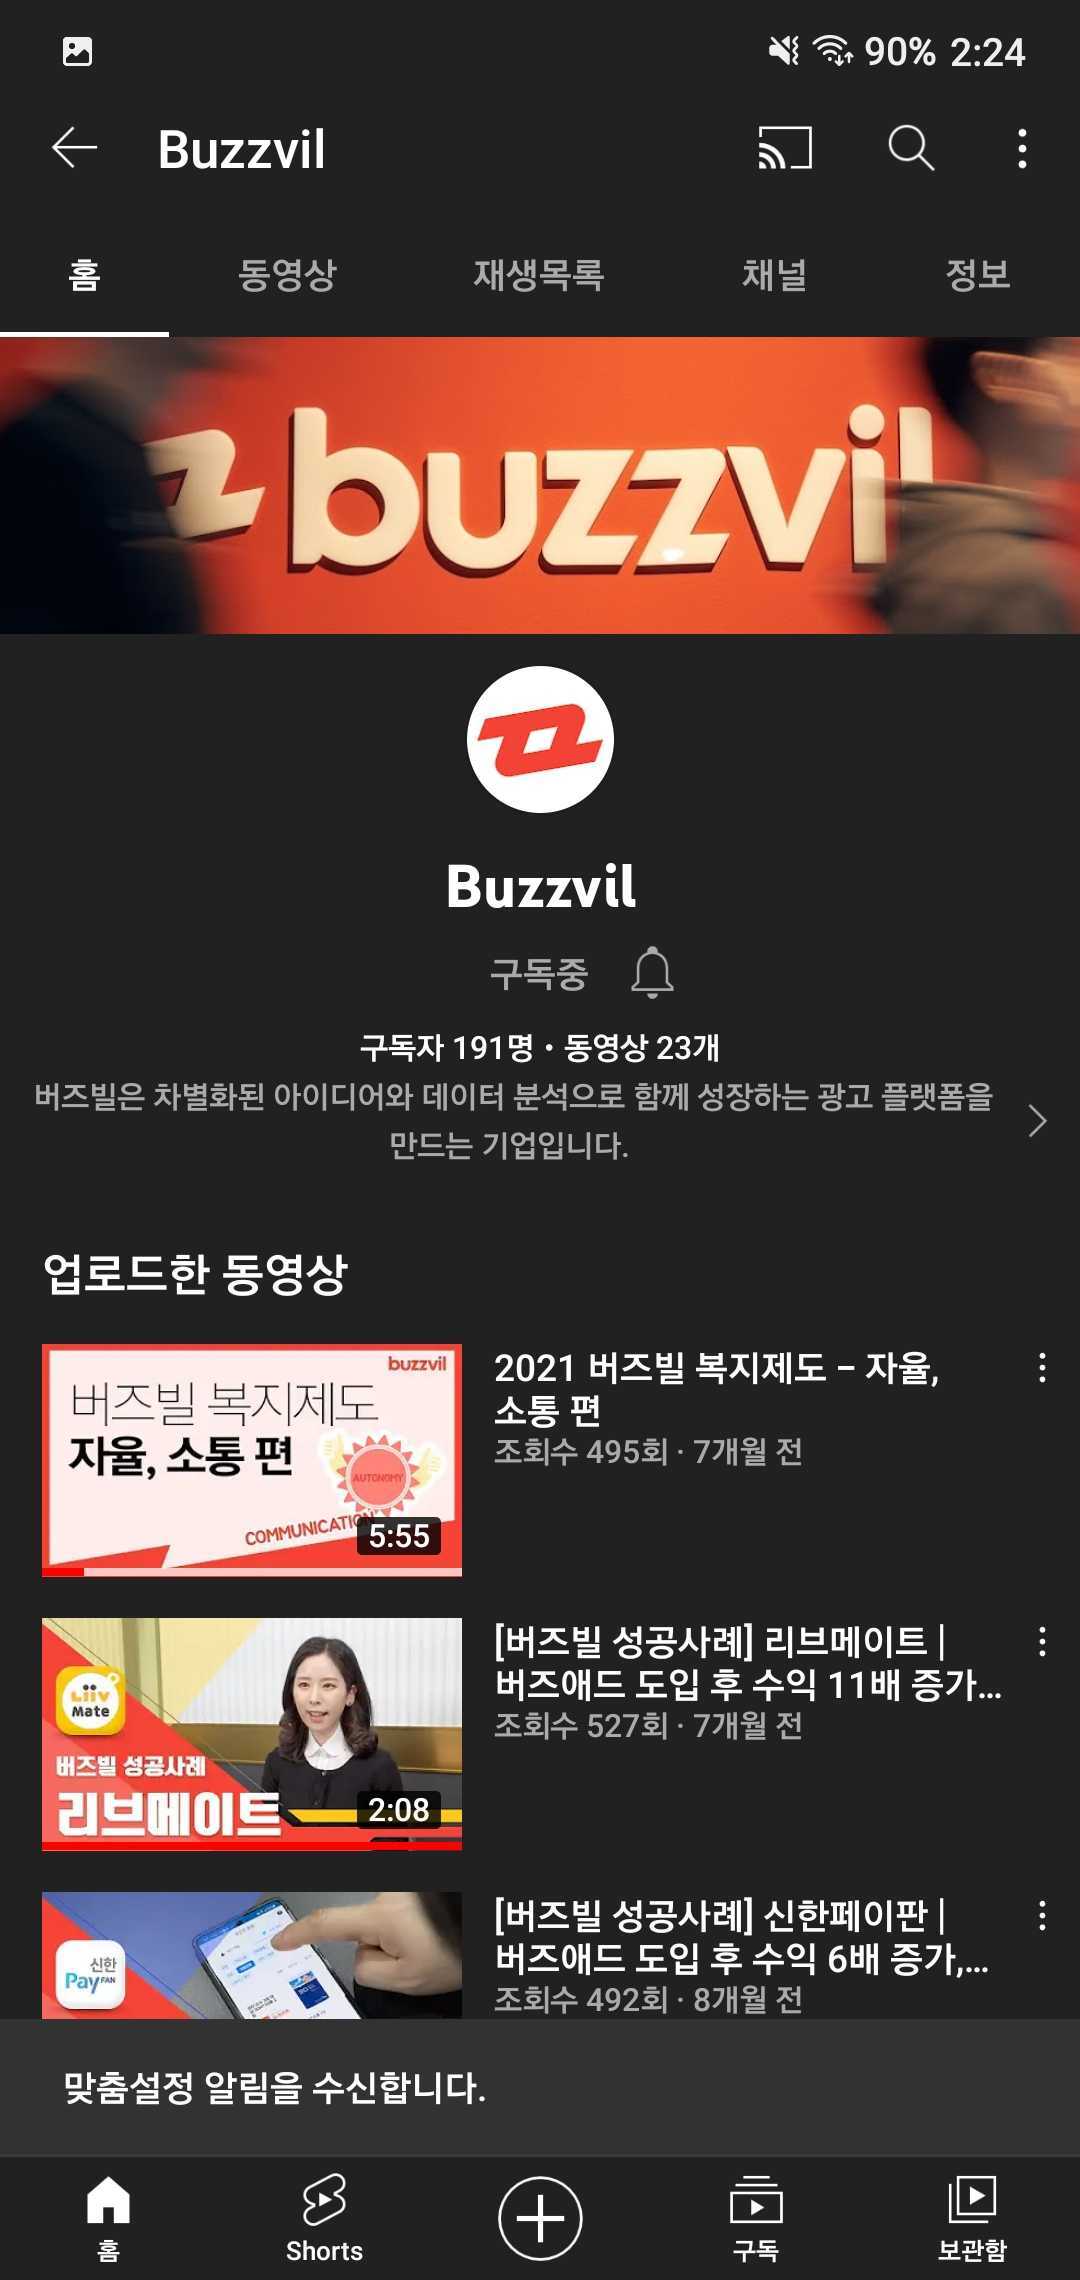 90% 2:24
Buzzvil
홈 동영상 재생목록 채널 정보
buzzvil
Buzzvil
구독중
구독자 191명 · 동영상 23개
버즈빌은 차별화된 아이디어와 데이터 분석으로 함께 성장하는 광고 플랫폼을
만드는 기업입니다.
업로드한 동영상
buzzvil
버즈빌 복지제도
자율, 소통 편
AUTONOMY
COMMUNICATION
5:55
2021 버즈빌 복지제도 – 자율,
소통 편
조회수 495회 · 7개월 전
Liiv
Mate
버즈빌 성공사례
리브메이트
2:08
[버즈빌 성공사례] 리브메이트 |
버즈애드 도입 후 수익 11배 증가...
조회수 527회 · 7개월 전
신한
Pay FAN
[버즈빌 성공사례] 신한페이판 |
버즈애드 도입 후 수익 6배 증가,...
조회수 492회 · 8개월 전
맞춤설정 알림을 수신합니다.
홈 Shorts 구독 보관함